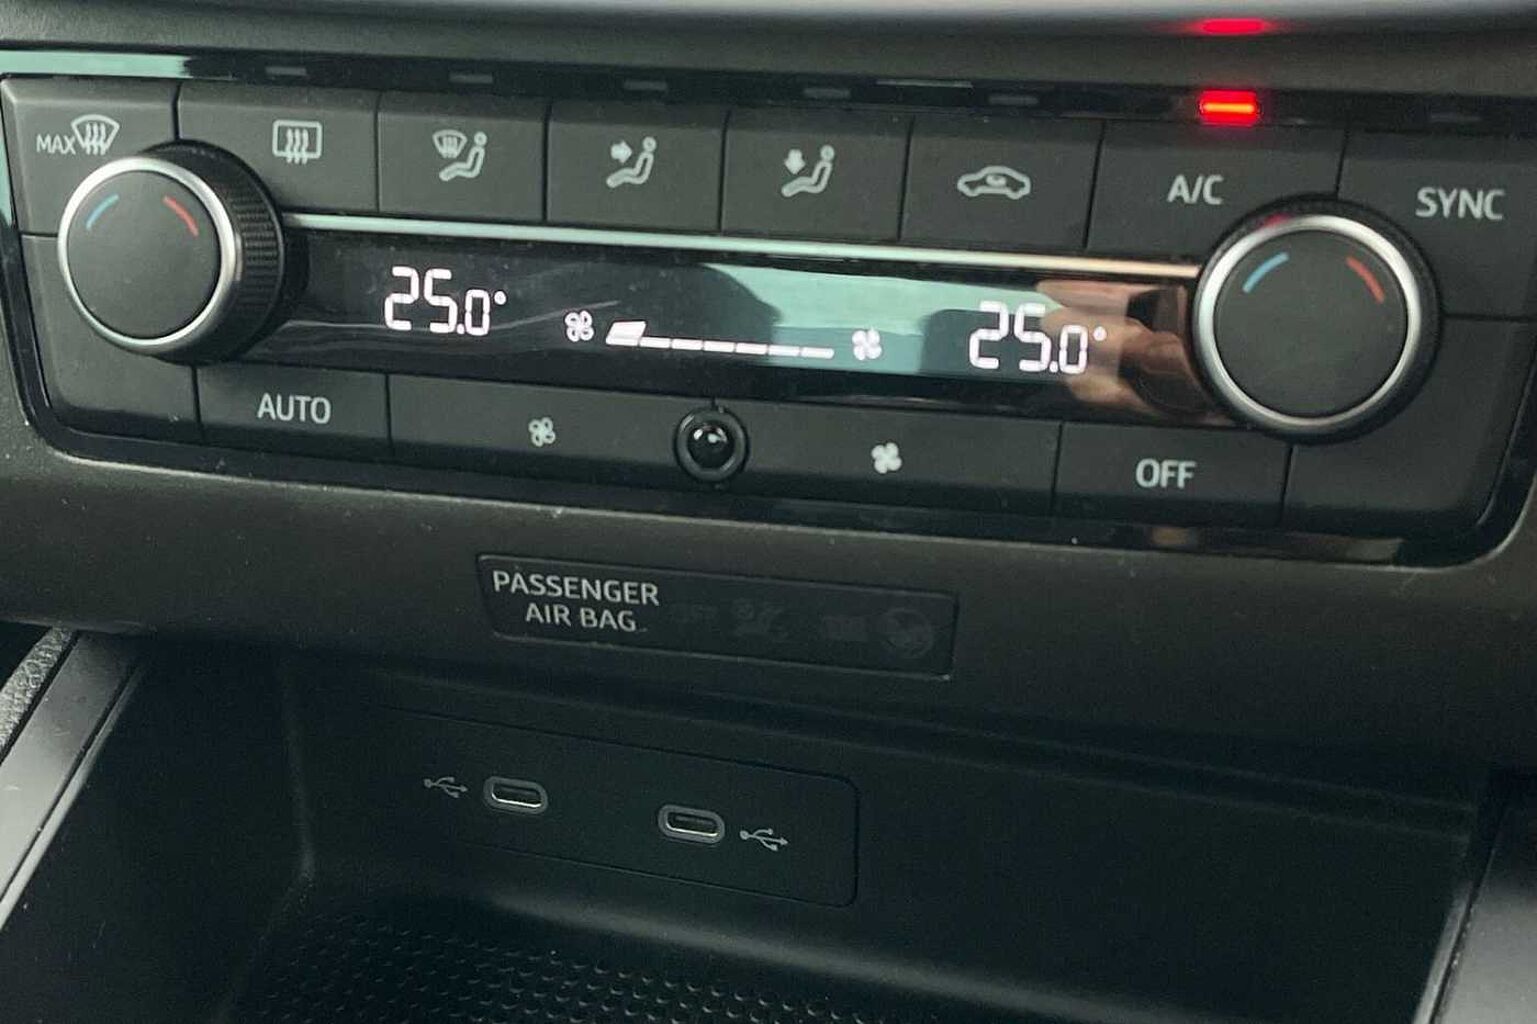 MAX
A/C
SYNC
25.0°
25.0°
AUTO
OFF
PASSENGER
AIR BAG